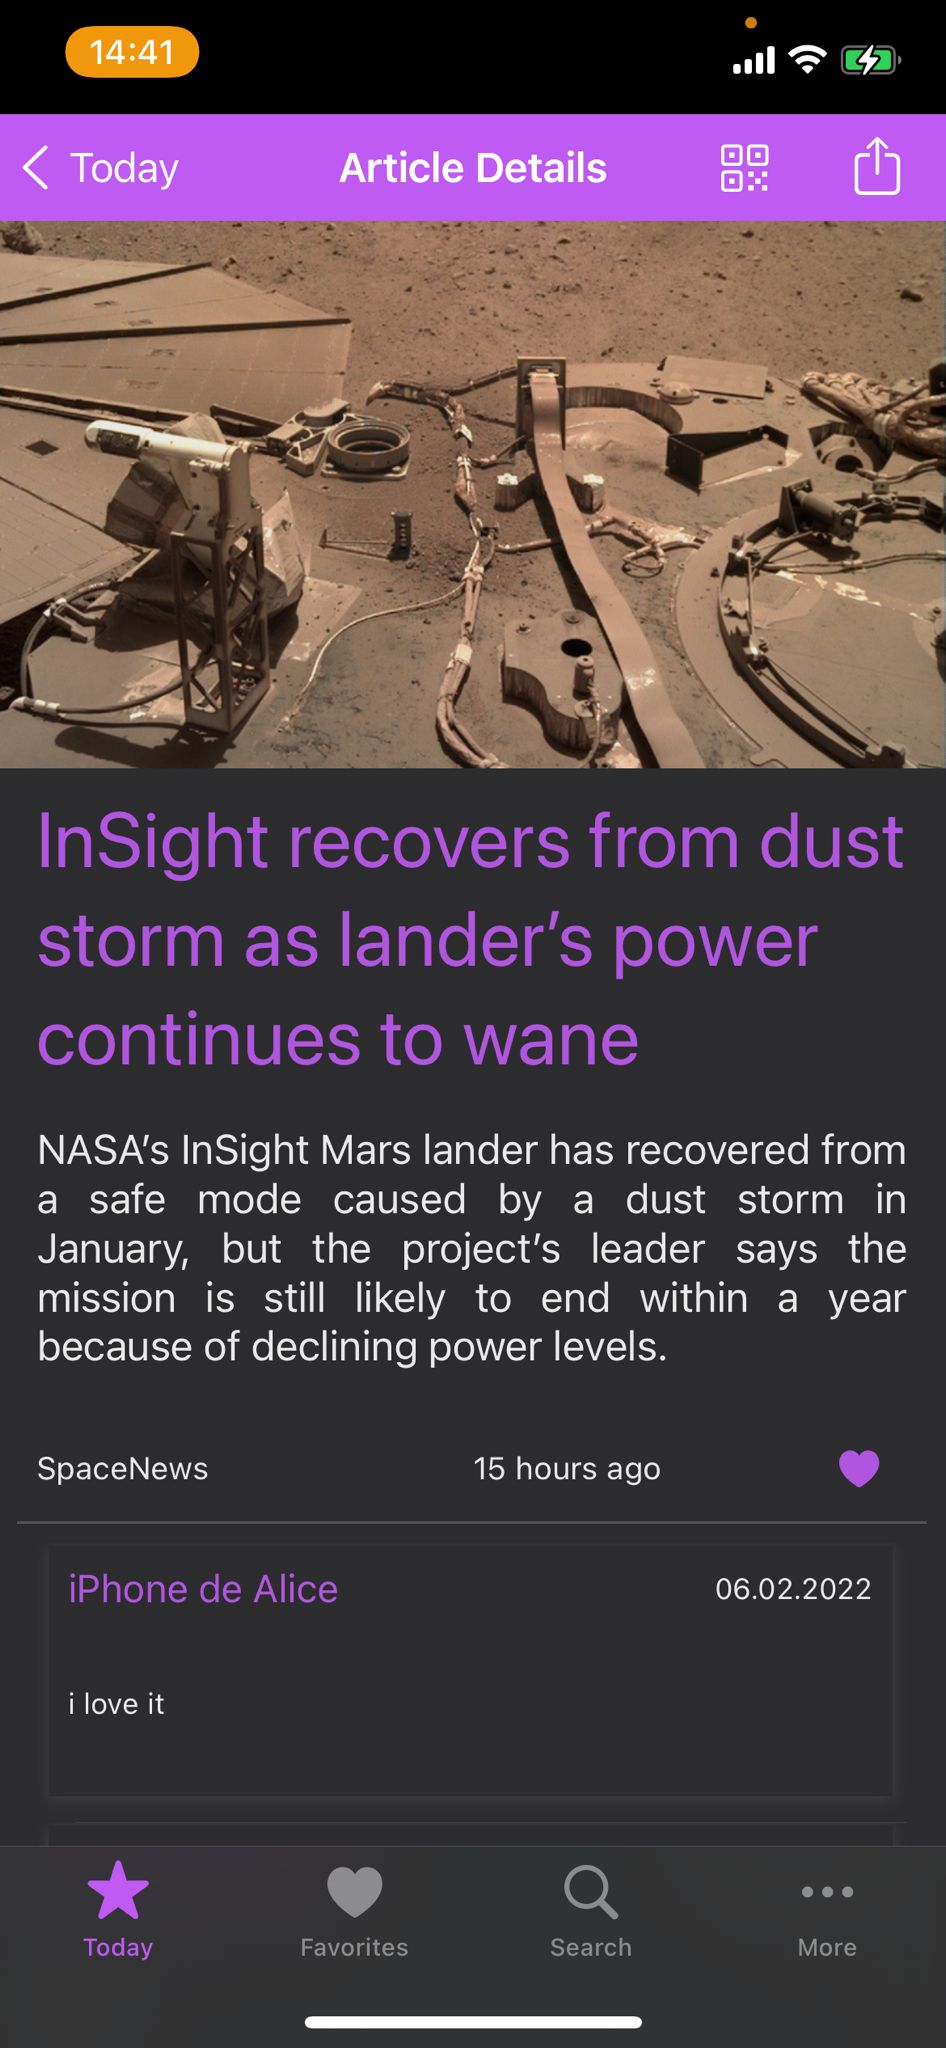 14:41
Today
Article Details
InSight recovers from dust
storm as lander’s power
continues to wane
NASA’s InSight Mars lander has recovered from
a safe mode caused by a dust storm in
January, but the project’s leader says the
mission is still likely to end within a year
because of declining power levels.
SpaceNews
15 hours ago
iPhone de Alice
06.02.2022
i love it
Today
Favorites
Search
More